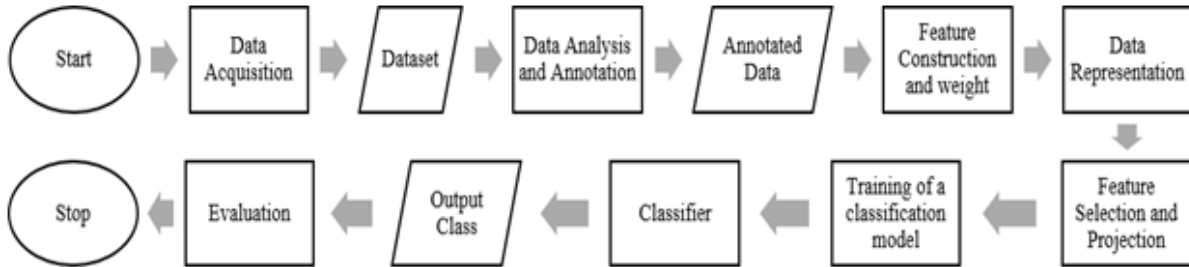 Start
Data
Acquisition
Dataset
Data Analysis
and Annotation
Annotated
Data
Feature
Construction
and weight
Data
Representation
Feature
Selection and
Projection
Training of a
classification
model
Classifier
Output
Class
Evaluation
Stop